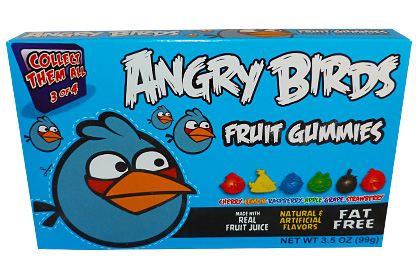 COLLECT
THEM ALL
3 OF 4
ANGRY BIRDS
FRUIT GUMMIES
CHERRY, LEMON, RASPBERRY, APPLE, GRAPE, STRAWBERRY
MADE WITH
REAL
FRUIT JUICE
NATURAL &
ARTIFICIAL
FLAVORS
FAT
FREE
NET WT 3.5 OZ (99g)